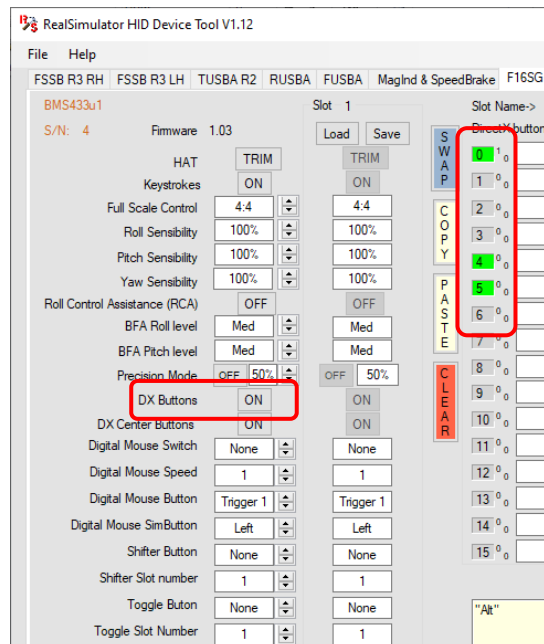 RealSimulator HID Device Tool V1.12
File Help
FSSB R3 RH FSSB R3 LH TUSBA R2 RUSBA FUSBA MagInd & SpeedBrake F16SG
BMS433u1 Slot 1 Slot Name->
S/N: 4 Firmware 1.03 Load Save DirectX button
HAT TRIM TRIM 0 1 0
Keystrokes ON ON 1 0 0
Full Scale Control 4:4 4:4 2 0 0
Roll Sensibility 100% 100% 3 0 0
Pitch Sensibility 100% 100% 4 0 0
Yaw Sensibility 100% 100% 5 0 0
Roll Control Assistance (RCA) OFF OFF 6 0 0
BFA Roll level Med Med 7 0 0
BFA Pitch level Med Med 8 0 0
Precision Mode OFF 50% OFF 50%
DX Buttons ON ON 9 0 0
DX Center Buttons ON ON 10 0 0
Digital Mouse Switch None None 11 0 0
Digital Mouse Speed 1 1 12 0 0
Digital Mouse Button Trigger 1 Trigger 1 13 0 0
Digital Mouse SimButton Left Left 14 0 0
Shifter Button None None 15 0 0
Shifter Slot number 1 1
Toggle Buton None None "Alt"
Toggle Slot Number 1 1
SWAP
COPY
PASTE
CLEAR